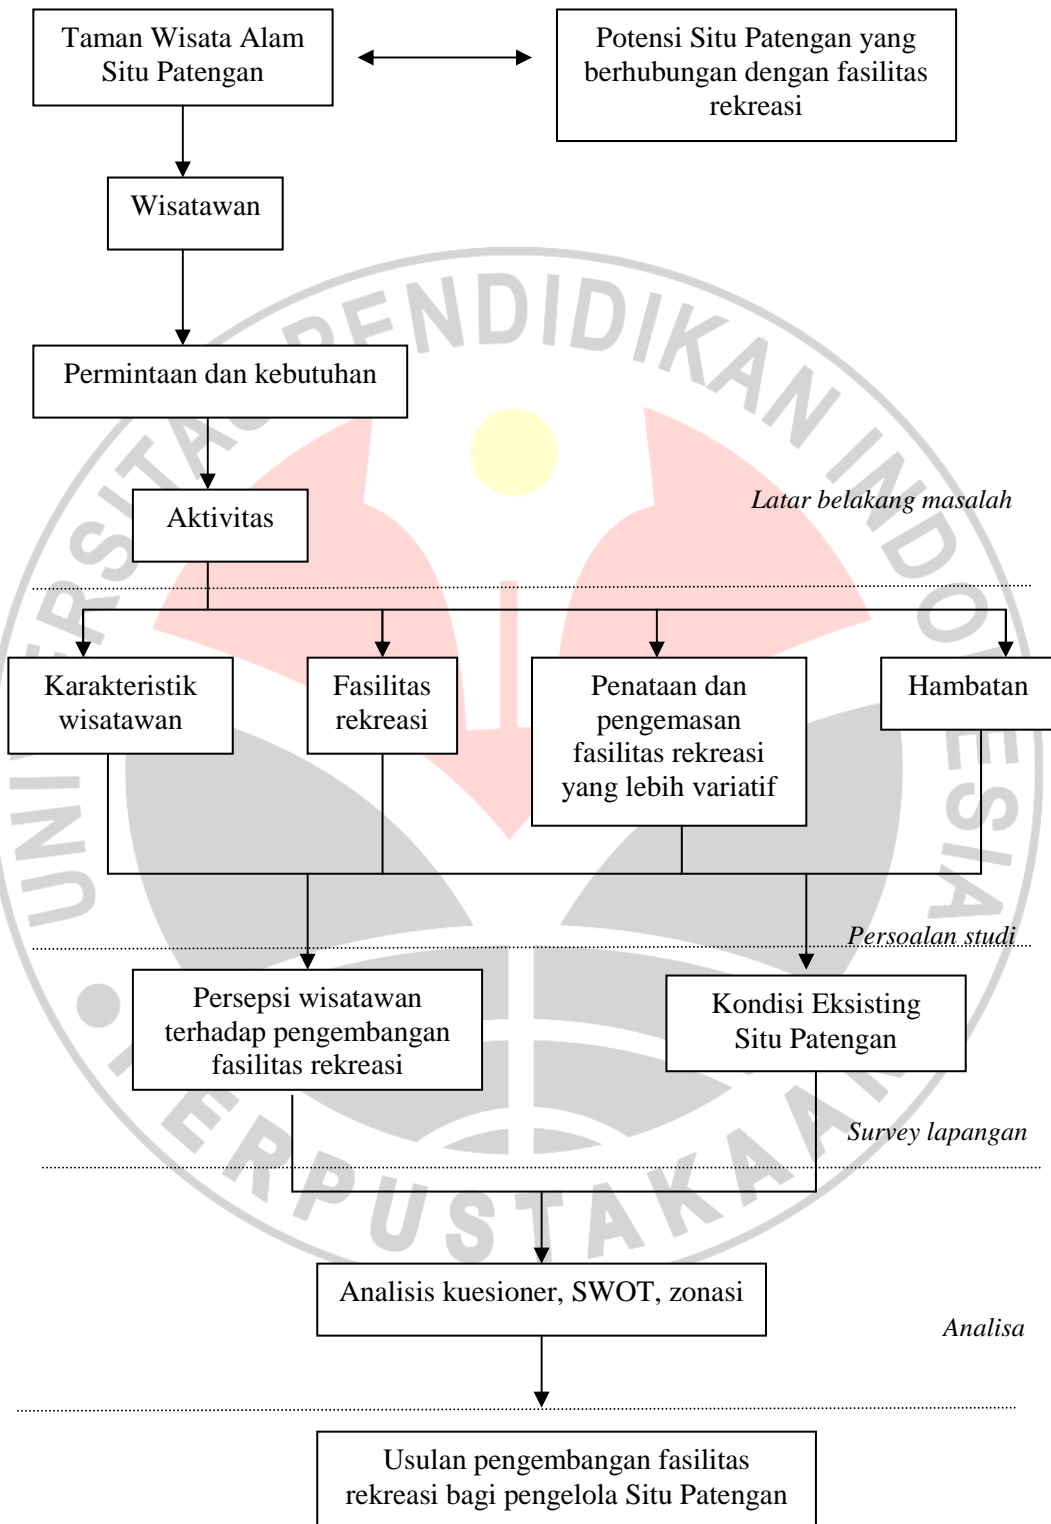 Taman Wisata Alam
Situ Patengan
Potensi Situ Patengan yang
berhubungan dengan fasilitas
rekreasi
Wisatawan
Permintaan dan kebutuhan
Aktivitas
Latar belakang masalah
Karakteristik
wisatawan
Fasilitas
rekreasi
Penataan dan
pengemasan
fasilitas rekreasi
yang lebih variatif
Hambatan
Persoalan studi
Persepsi wisatawan
terhadap pengembangan
fasilitas rekreasi
Kondisi Eksisting
Situ Patengan
Survey lapangan
Analisis kuesioner, SWOT, zonasi
Analisa
Usulan pengembangan fasilitas
rekreasi bagi pengelola Situ Patengan
UNIVERSITAS PENDIDIKAN INDONESIA
PERPUSTAKAAN